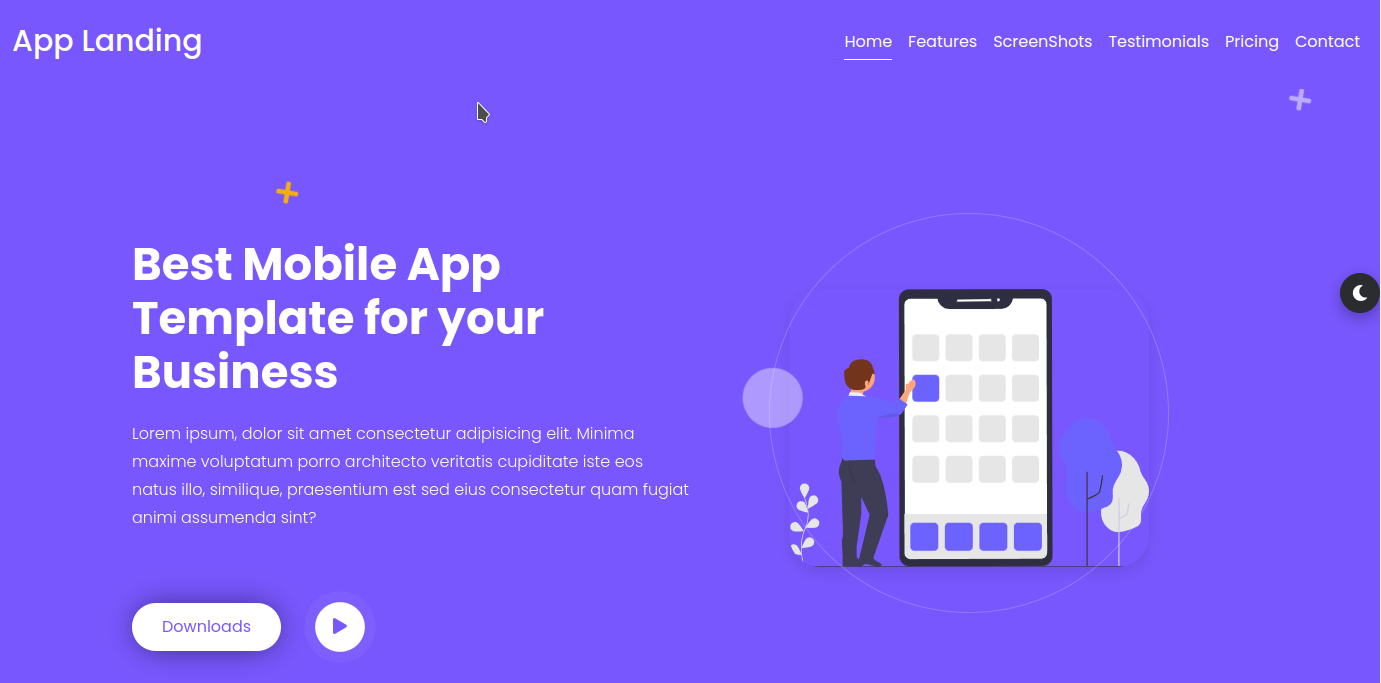 App Landing
Home Features ScreenShots Testimonials Pricing Contact
Best Mobile App
Template for your
Business
Lorem ipsum, dolor sit amet consectetur adipisicing elit. Minima
maxime voluptatum porro architecto veritatis cupiditate iste eos
natus illo, similique, praesentium est sed eius consectetur quam fugiat
animi assumenda sint?
Downloads